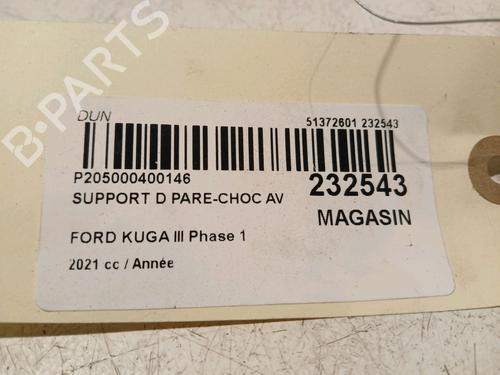 DUN
51372601 232543
P205000400146
232543
SUPPORT D PARE-CHOC AV
MAGASIN
FORD KUGA III Phase 1
2021 cc / Année
B-PARTS